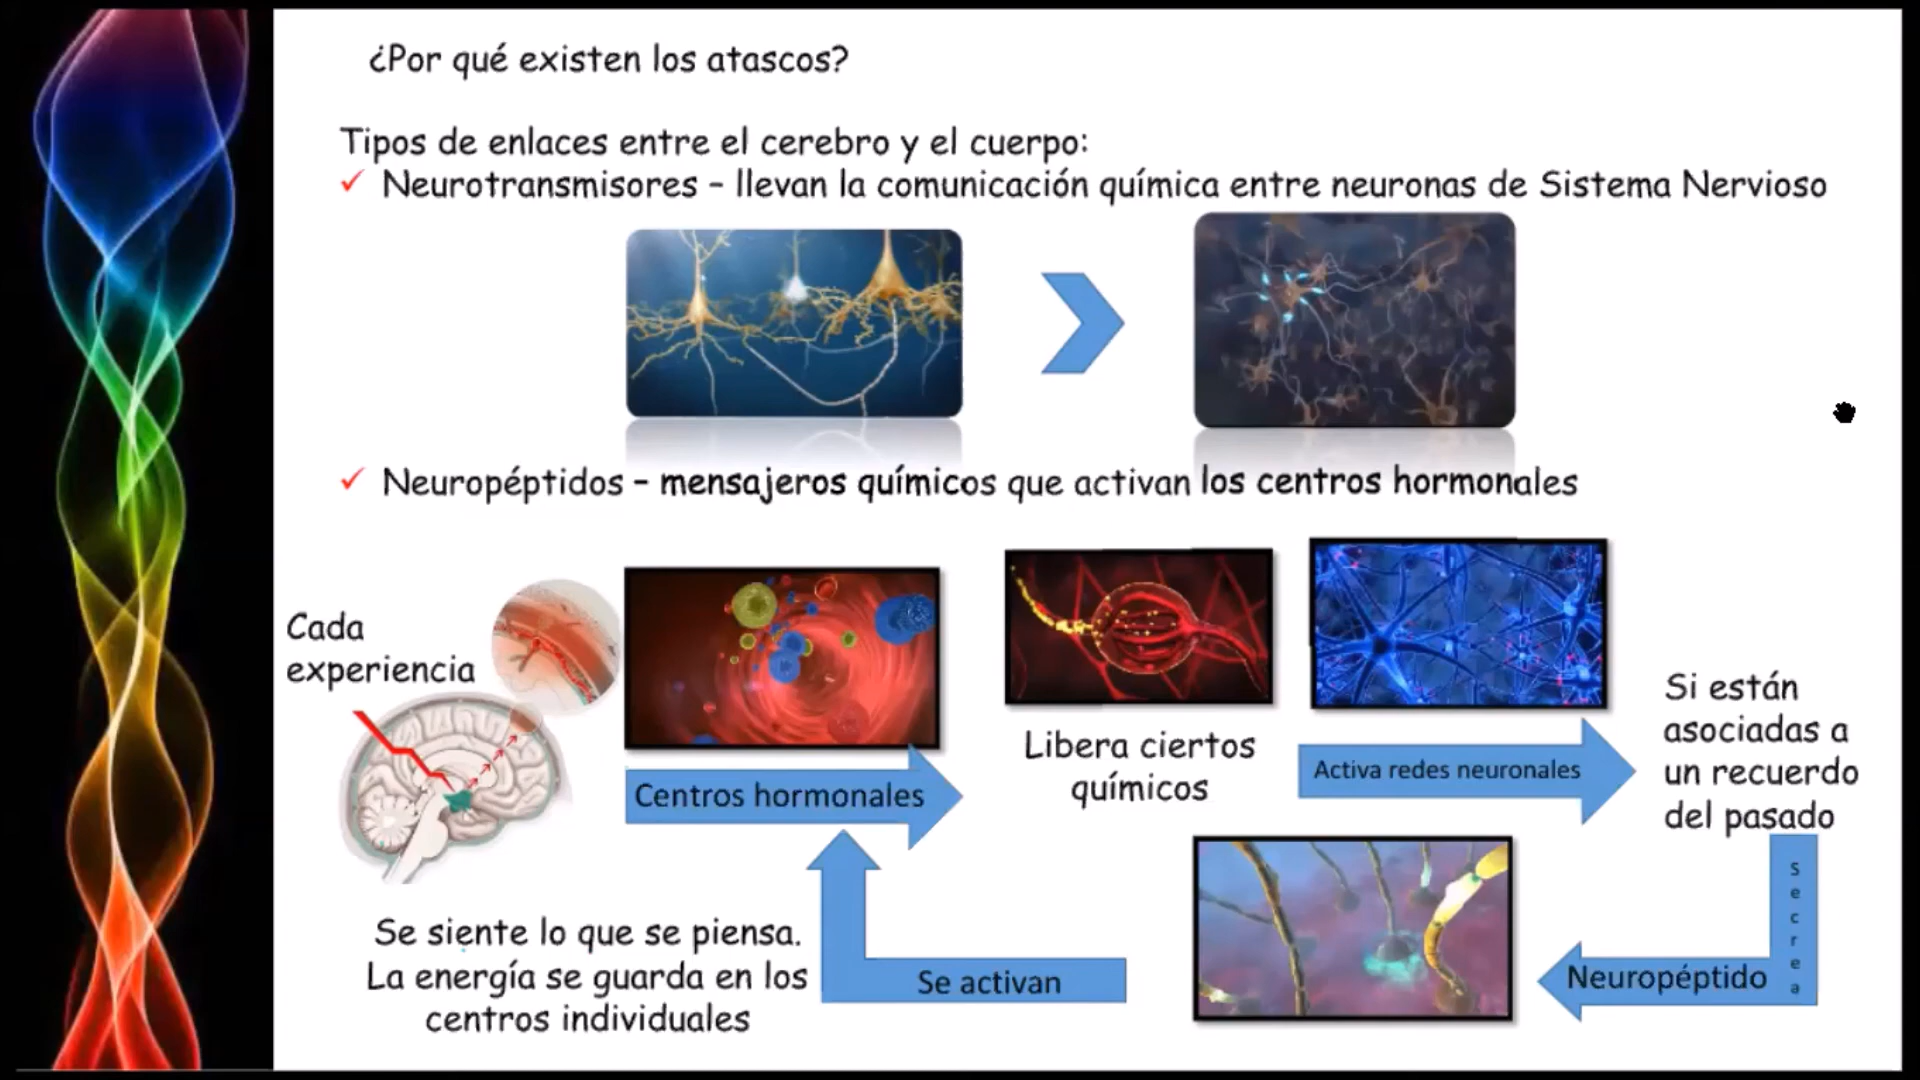 ¿Por qué existen los atascos?
Tipos de enlaces entre el cerebro y el cuerpo:
✓ Neurotransmisores – llevan la comunicación química entre neuronas de Sistema Nervioso
✓ Neuropéptidos – mensajeros químicos que activan los centros hormonales
Cada
experiencia
Centros hormonales
Libera ciertos
químicos
Activa redes neuronales
Si están
asociadas a
un recuerdo
del pasado
Secrea
Neuropéptido
Se activan
Se siente lo que se piensa.
La energía se guarda en los
centros individuales